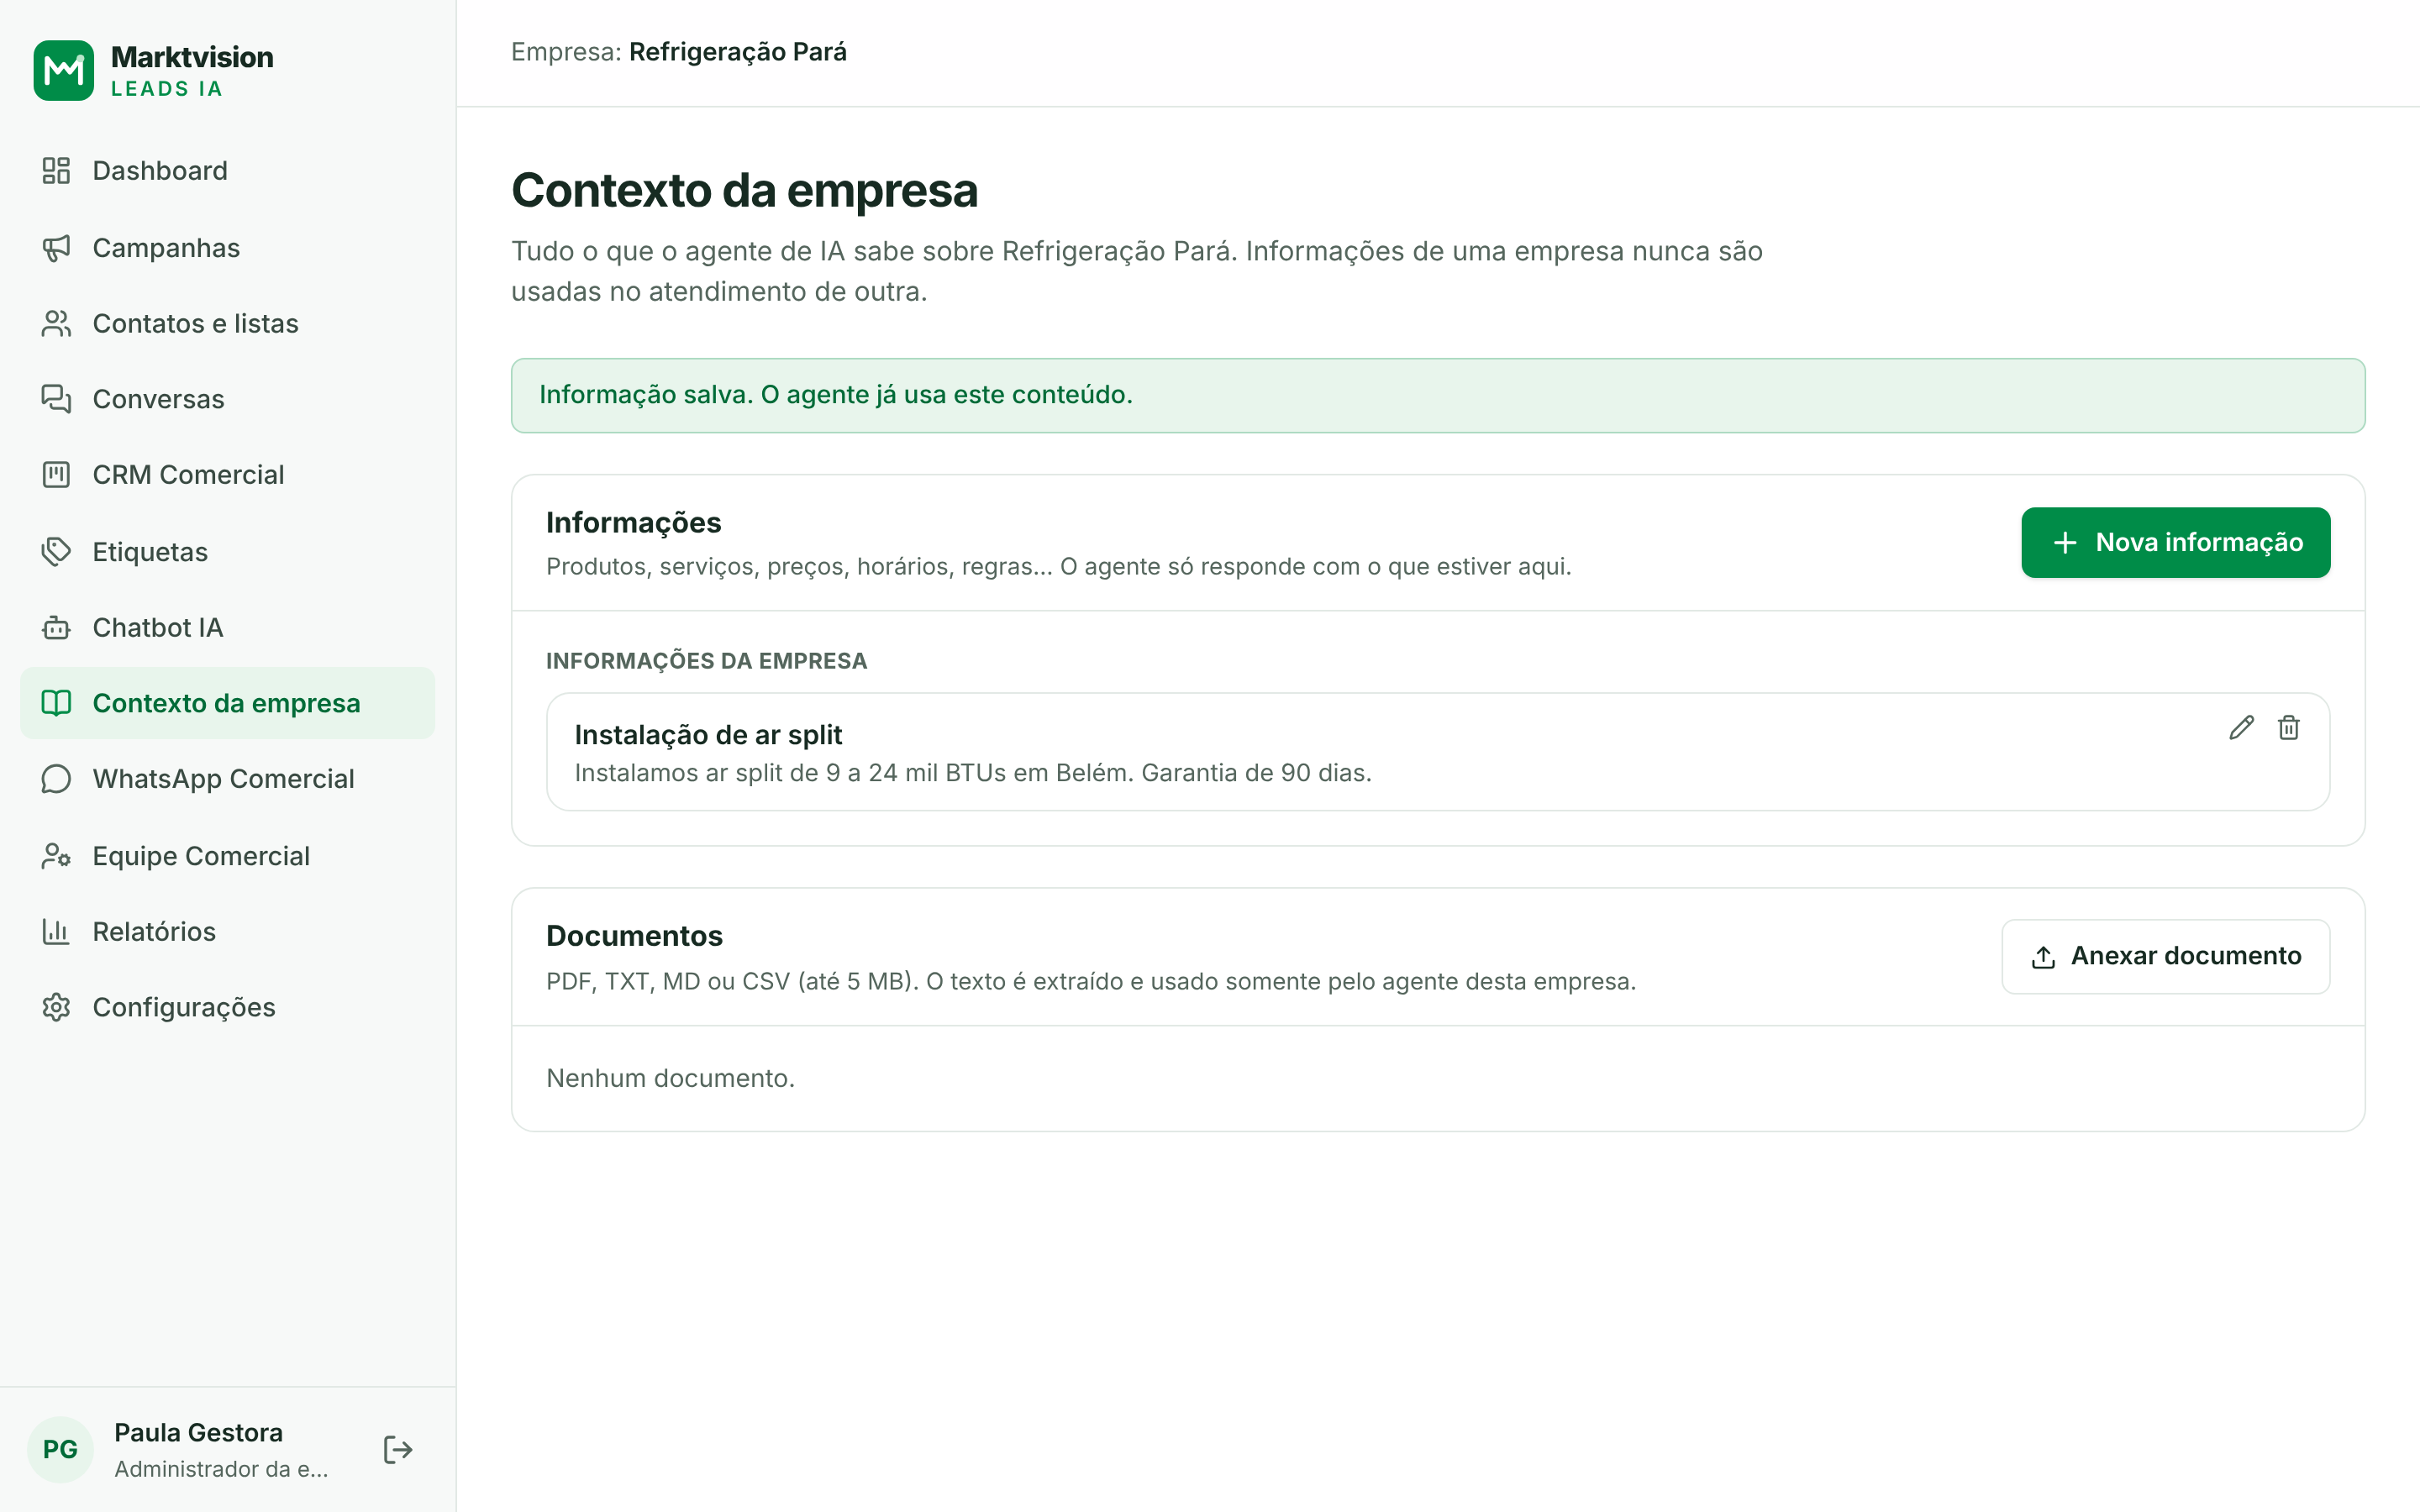 Marktvision
LEADS IA
Dashboard
Campanhas
Contatos e listas
Conversas
CRM Comercial
Etiquetas
Chatbot IA
Contexto da empresa
WhatsApp Comercial
Equipe Comercial
Relatórios
Configurações
PG
Paula Gestora
Administrador da e...
Empresa: Refrigeração Pará
Contexto da empresa
Tudo o que o agente de IA sabe sobre Refrigeração Pará. Informações de uma empresa nunca são
usadas no atendimento de outra.
Informação salva. O agente já usa este conteúdo.
Informações
Produtos, serviços, preços, horários, regras... O agente só responde com o que estiver aqui.
Nova informação
INFORMAÇÕES DA EMPRESA
Instalação de ar split
Instalamos ar split de 9 a 24 mil BTUs em Belém. Garantia de 90 dias.
Documentos
PDF, TXT, MD ou CSV (até 5 MB). O texto é extraído e usado somente pelo agente desta empresa.
Anexar documento
Nenhum documento.